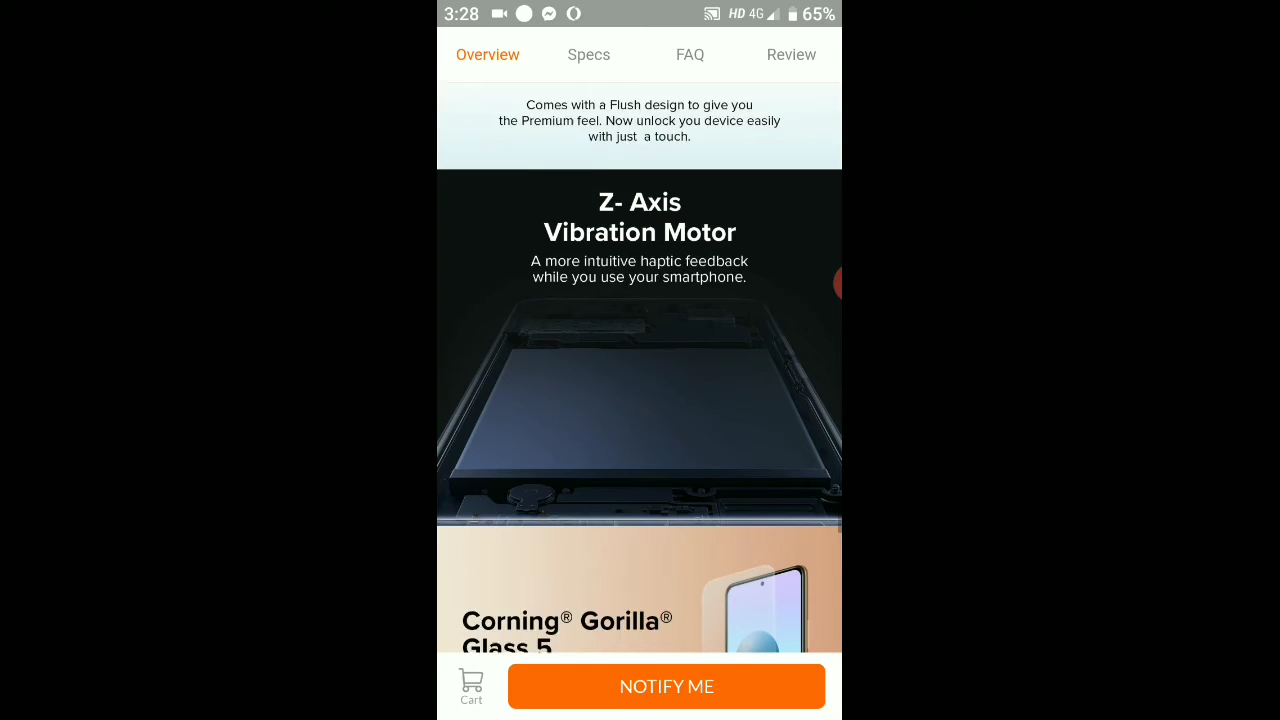 3:28 HD 4G 65%
Overview Specs FAQ Review
Comes with a Flush design to give you
the Premium feel. Now unlock you device easily
with just a touch.
Z- Axis
Vibration Motor
A more intuitive haptic feedback
while you use your smartphone.
Corning® Gorilla®
Glass 5
Cart
NOTIFY ME